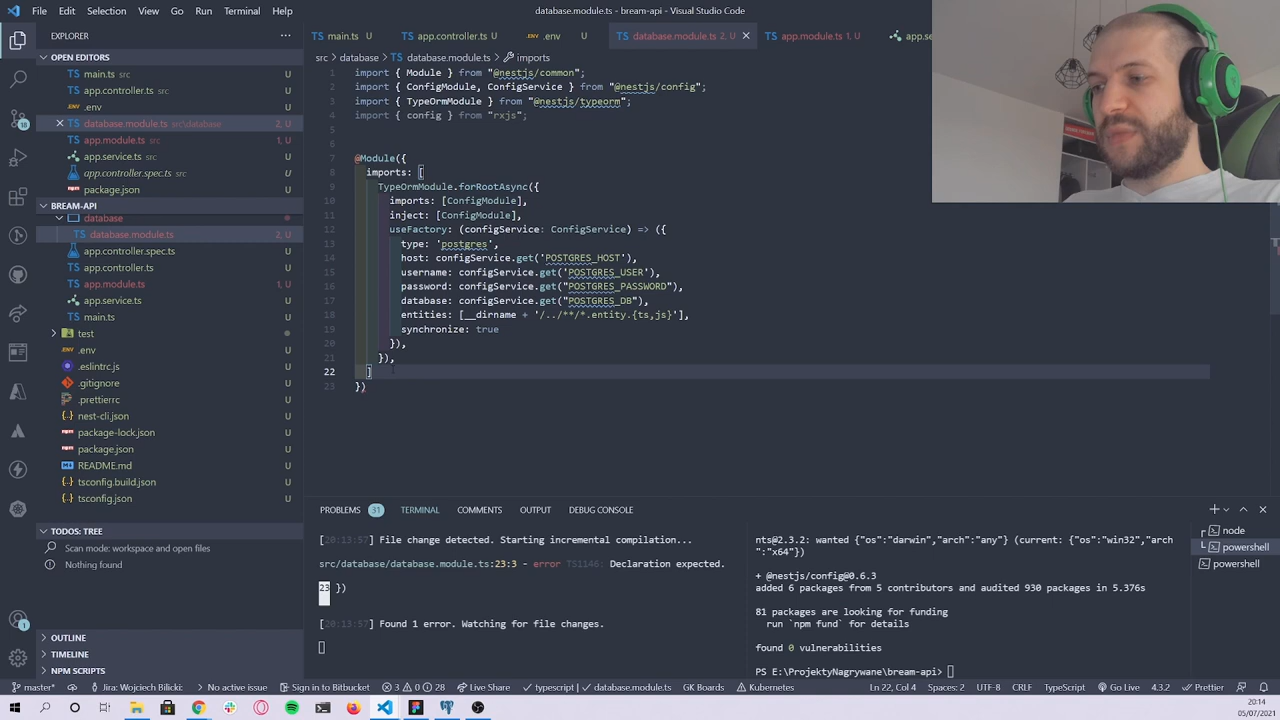 File Edit Selection View Go Run Terminal Help
database.module.ts - bream-api - Visual Studio Code
EXPLORER
OPEN EDITORS
TS main.ts src U
TS app.controller.ts src U
.env U
TS database.module.ts src\database 2, U
TS app.module.ts src 1, U
TS app.service.ts src U
app.controller.spec.ts src U
package.json U
BREAM-API
database
TS database.module.ts 2, U
app.controller.spec.ts U
TS app.controller.ts U
TS app.module.ts 1, U
TS app.service.ts U
TS main.ts U
test
.env U
.eslintrc.js U
.gitignore U
.prettierrc U
nest-cli.json U
package-lock.json U
package.json U
README.md U
tsconfig.build.json U
tsconfig.json U
TODOS: TREE
Scan mode: workspace and open files
Nothing found
OUTLINE
TIMELINE
NPM SCRIPTS
TS main.ts U TS app.controller.ts U .env U TS database.module.ts 2, U TS app.module.ts 1, U
src > database > TS database.module.ts > imports
1 import { Module } from "@nestjs/common";
2 import { ConfigModule, ConfigService } from "@nestjs/config";
3 import { TypeOrmModule } from "@nestjs/typeorm";
4 import { config } from "rxjs";
5
6
7 @Module({
8 imports: [
9 TypeOrmModule.forRootAsync({
10 imports: [ConfigModule],
11 inject: [ConfigModule],
12 useFactory: (configService: ConfigService) => ({
13 type: 'postgres',
14 host: configService.get('POSTGRES_HOST'),
15 username: configService.get('POSTGRES_USER'),
16 password: configService.get("POSTGRES_PASSWORD"),
17 database: configService.get("POSTGRES_DB"),
18 entities: [__dirname + '/../**/*.entity.{ts,js}'],
19 synchronize: true
20 }),
21 }),
22 ]
23 })
PROBLEMS 31 TERMINAL COMMENTS OUTPUT DEBUG CONSOLE
[20:13:57] File change detected. Starting incremental compilation...
src/database/database.module.ts:23:3 - error TS1146: Declaration expected.
23 })
[20:13:57] Found 1 error. Watching for file changes.
nts@2.3.2: wanted {"os":"darwin","arch":"any"} (current: {"os":"win32","arch
":"x64"})
+ @nestjs/config@0.6.3
added 6 packages from 5 contributors and audited 930 packages in 5.376s
81 packages are looking for funding
run `npm fund` for details
found 0 vulnerabilities
PS E:\ProjektyNagrywane\bream-api>
node
powershell
powershell
master* Jira: Wojciech Bilicki: No active issue Sign in to Bitbucket 3 0 28 Live Share typescript | database.module.ts GK Boards Kubernetes Ln 22, Col 4 Spaces: 2 UTF-8 CRLF TypeScript Go Live 4.3.2 Prettier
20:14
05/07/2021